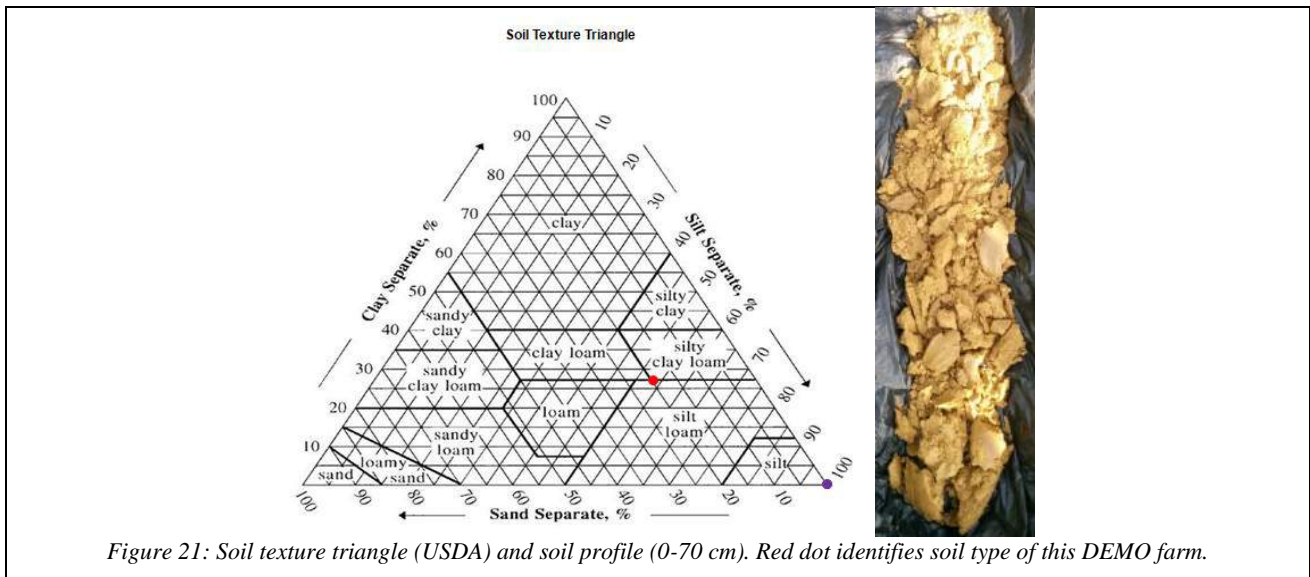 Soil Texture Triangle
100
10
90
20
80
30
70
clay
40
60
50
50
silty
clay
60
sandy
clay
40
clay loam
silty
clay loam
70
30
sandy
clay loam
80
20
loam
silt
loam
90
10
sandy
loam
loamy
sand
sand
silt
100
100
90
80
70
60
50
40
30
20
10
Clay Separate, %
Silt Separate, %
Sand Separate, %
Figure 21: Soil texture triangle (USDA) and soil profile (0-70 cm). Red dot identifies soil type of this DEMO farm.